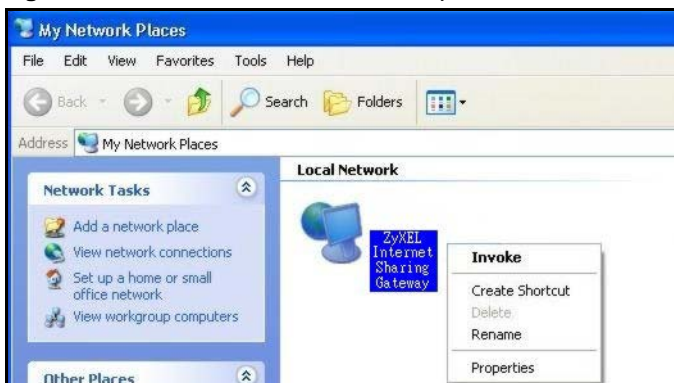 My Network Places
File Edit View Favorites Tools Help
Back Search Folders
Address My Network Places
Network Tasks
Add a network place
View network connections
Set up a home or small
office network
View workgroup computers
Other Places
Local Network
ZyXEL
Internet
Sharing
Gateway
Invoke
Create Shortcut
Delete
Rename
Properties